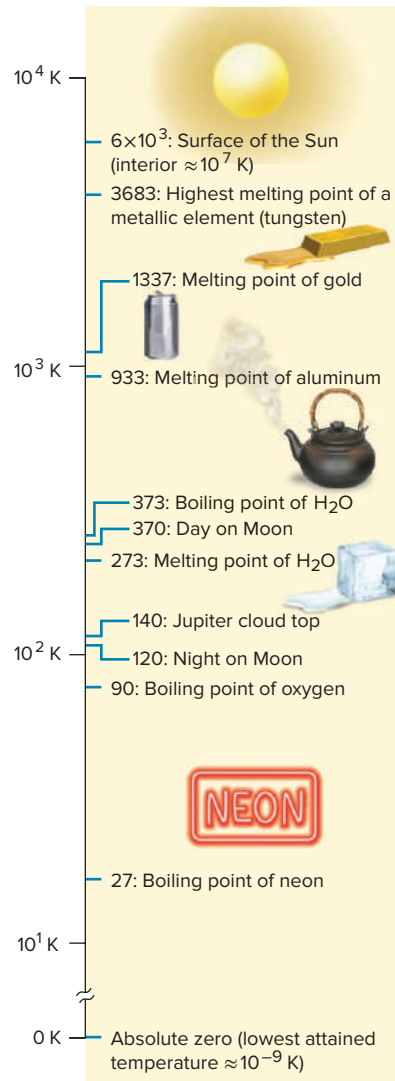 10⁴ K
6×10³: Surface of the Sun
(interior ≈10⁷ K)
3683: Highest melting point of a
metallic element (tungsten)
1337: Melting point of gold
10³ K
933: Melting point of aluminum
373: Boiling point of H₂O
370: Day on Moon
273: Melting point of H₂O
140: Jupiter cloud top
10² K
120: Night on Moon
90: Boiling point of oxygen
NEON
27: Boiling point of neon
10¹ K
0 K
Absolute zero (lowest attained
temperature ≈10⁻⁹ K)